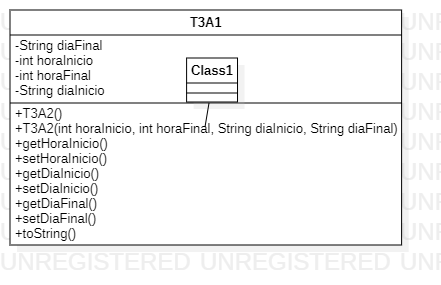 T3A1
-String diaFinal
-int horaInicio
-int horaFinal
-String diaInicio
Class1
+T3A2()
+T3A2(int horaInicio, int horaFinal, String diaInicio, String diaFinal)
+getHoraInicio()
+setHoraInicio()
+getDiaInicio()
+setDiaInicio()
+getDiaFinal()
+setDiaFinal()
+toString()
UNREGISTERED UNREGISTERED